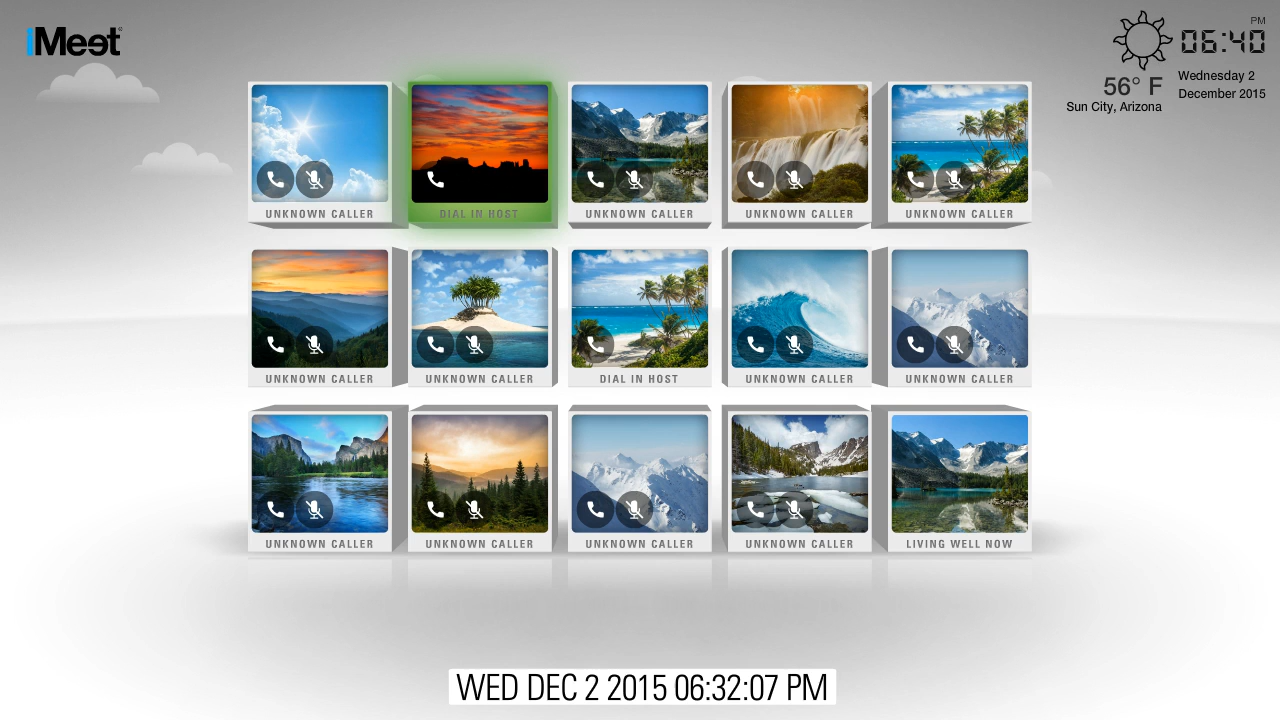 iMeet
PM
06:40
56° F
Wednesday 2
Sun City, Arizona
December 2015
UNKNOWN CALLER
DIAL IN HOST
UNKNOWN CALLER
UNKNOWN CALLER
UNKNOWN CALLER
UNKNOWN CALLER
UNKNOWN CALLER
DIAL IN HOST
UNKNOWN CALLER
UNKNOWN CALLER
UNKNOWN CALLER
UNKNOWN CALLER
UNKNOWN CALLER
UNKNOWN CALLER
LIVING WELL NOW
WED DEC 2 2015 06:32:07 PM